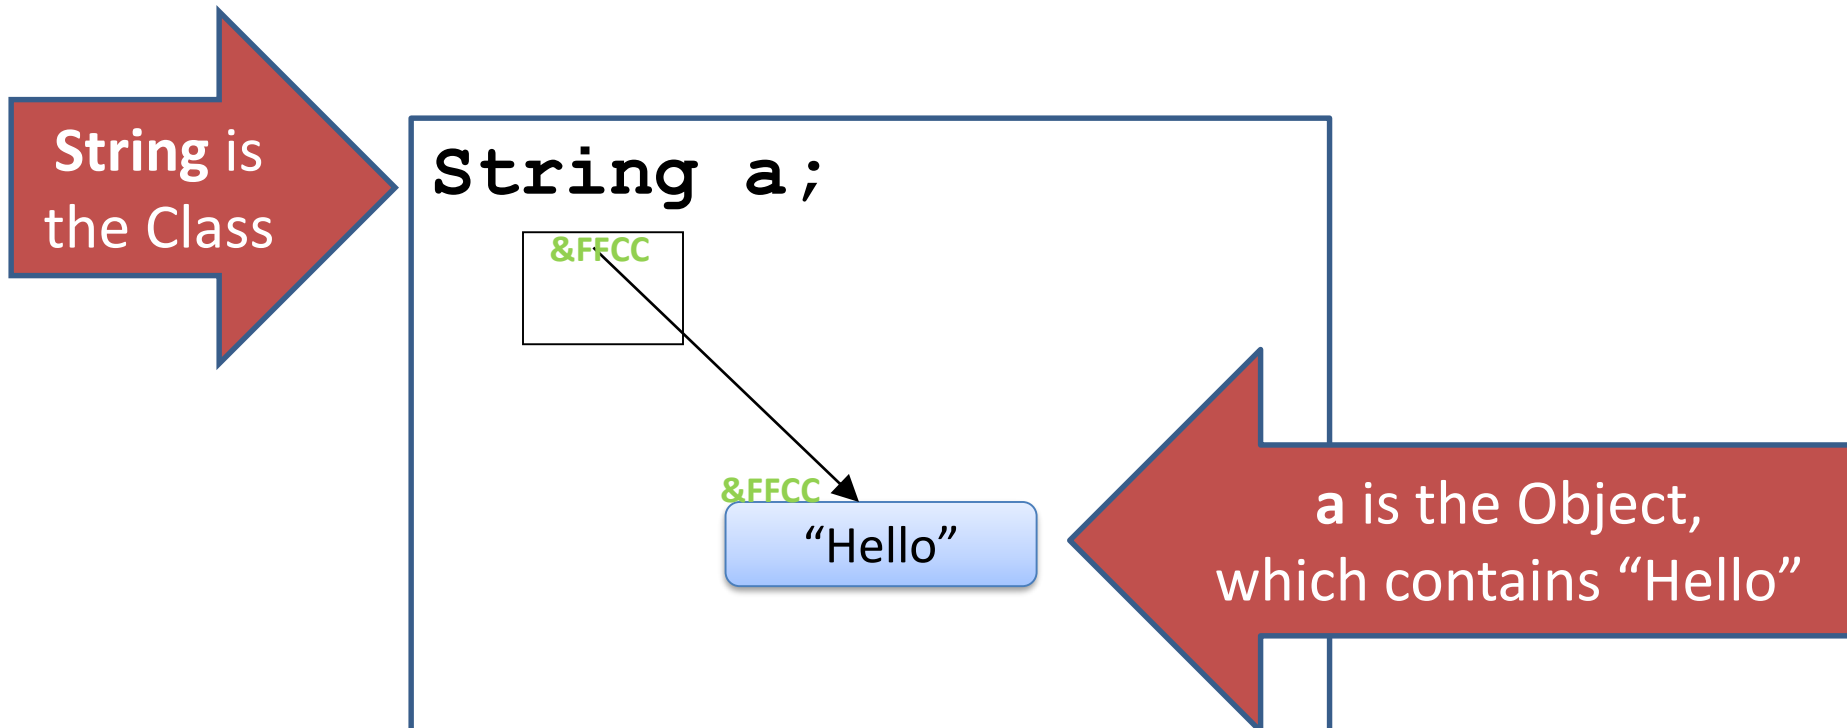 String is
the Class
String a;
&FFCC
&FFCC
“Hello”
a is the Object,
which contains “Hello”